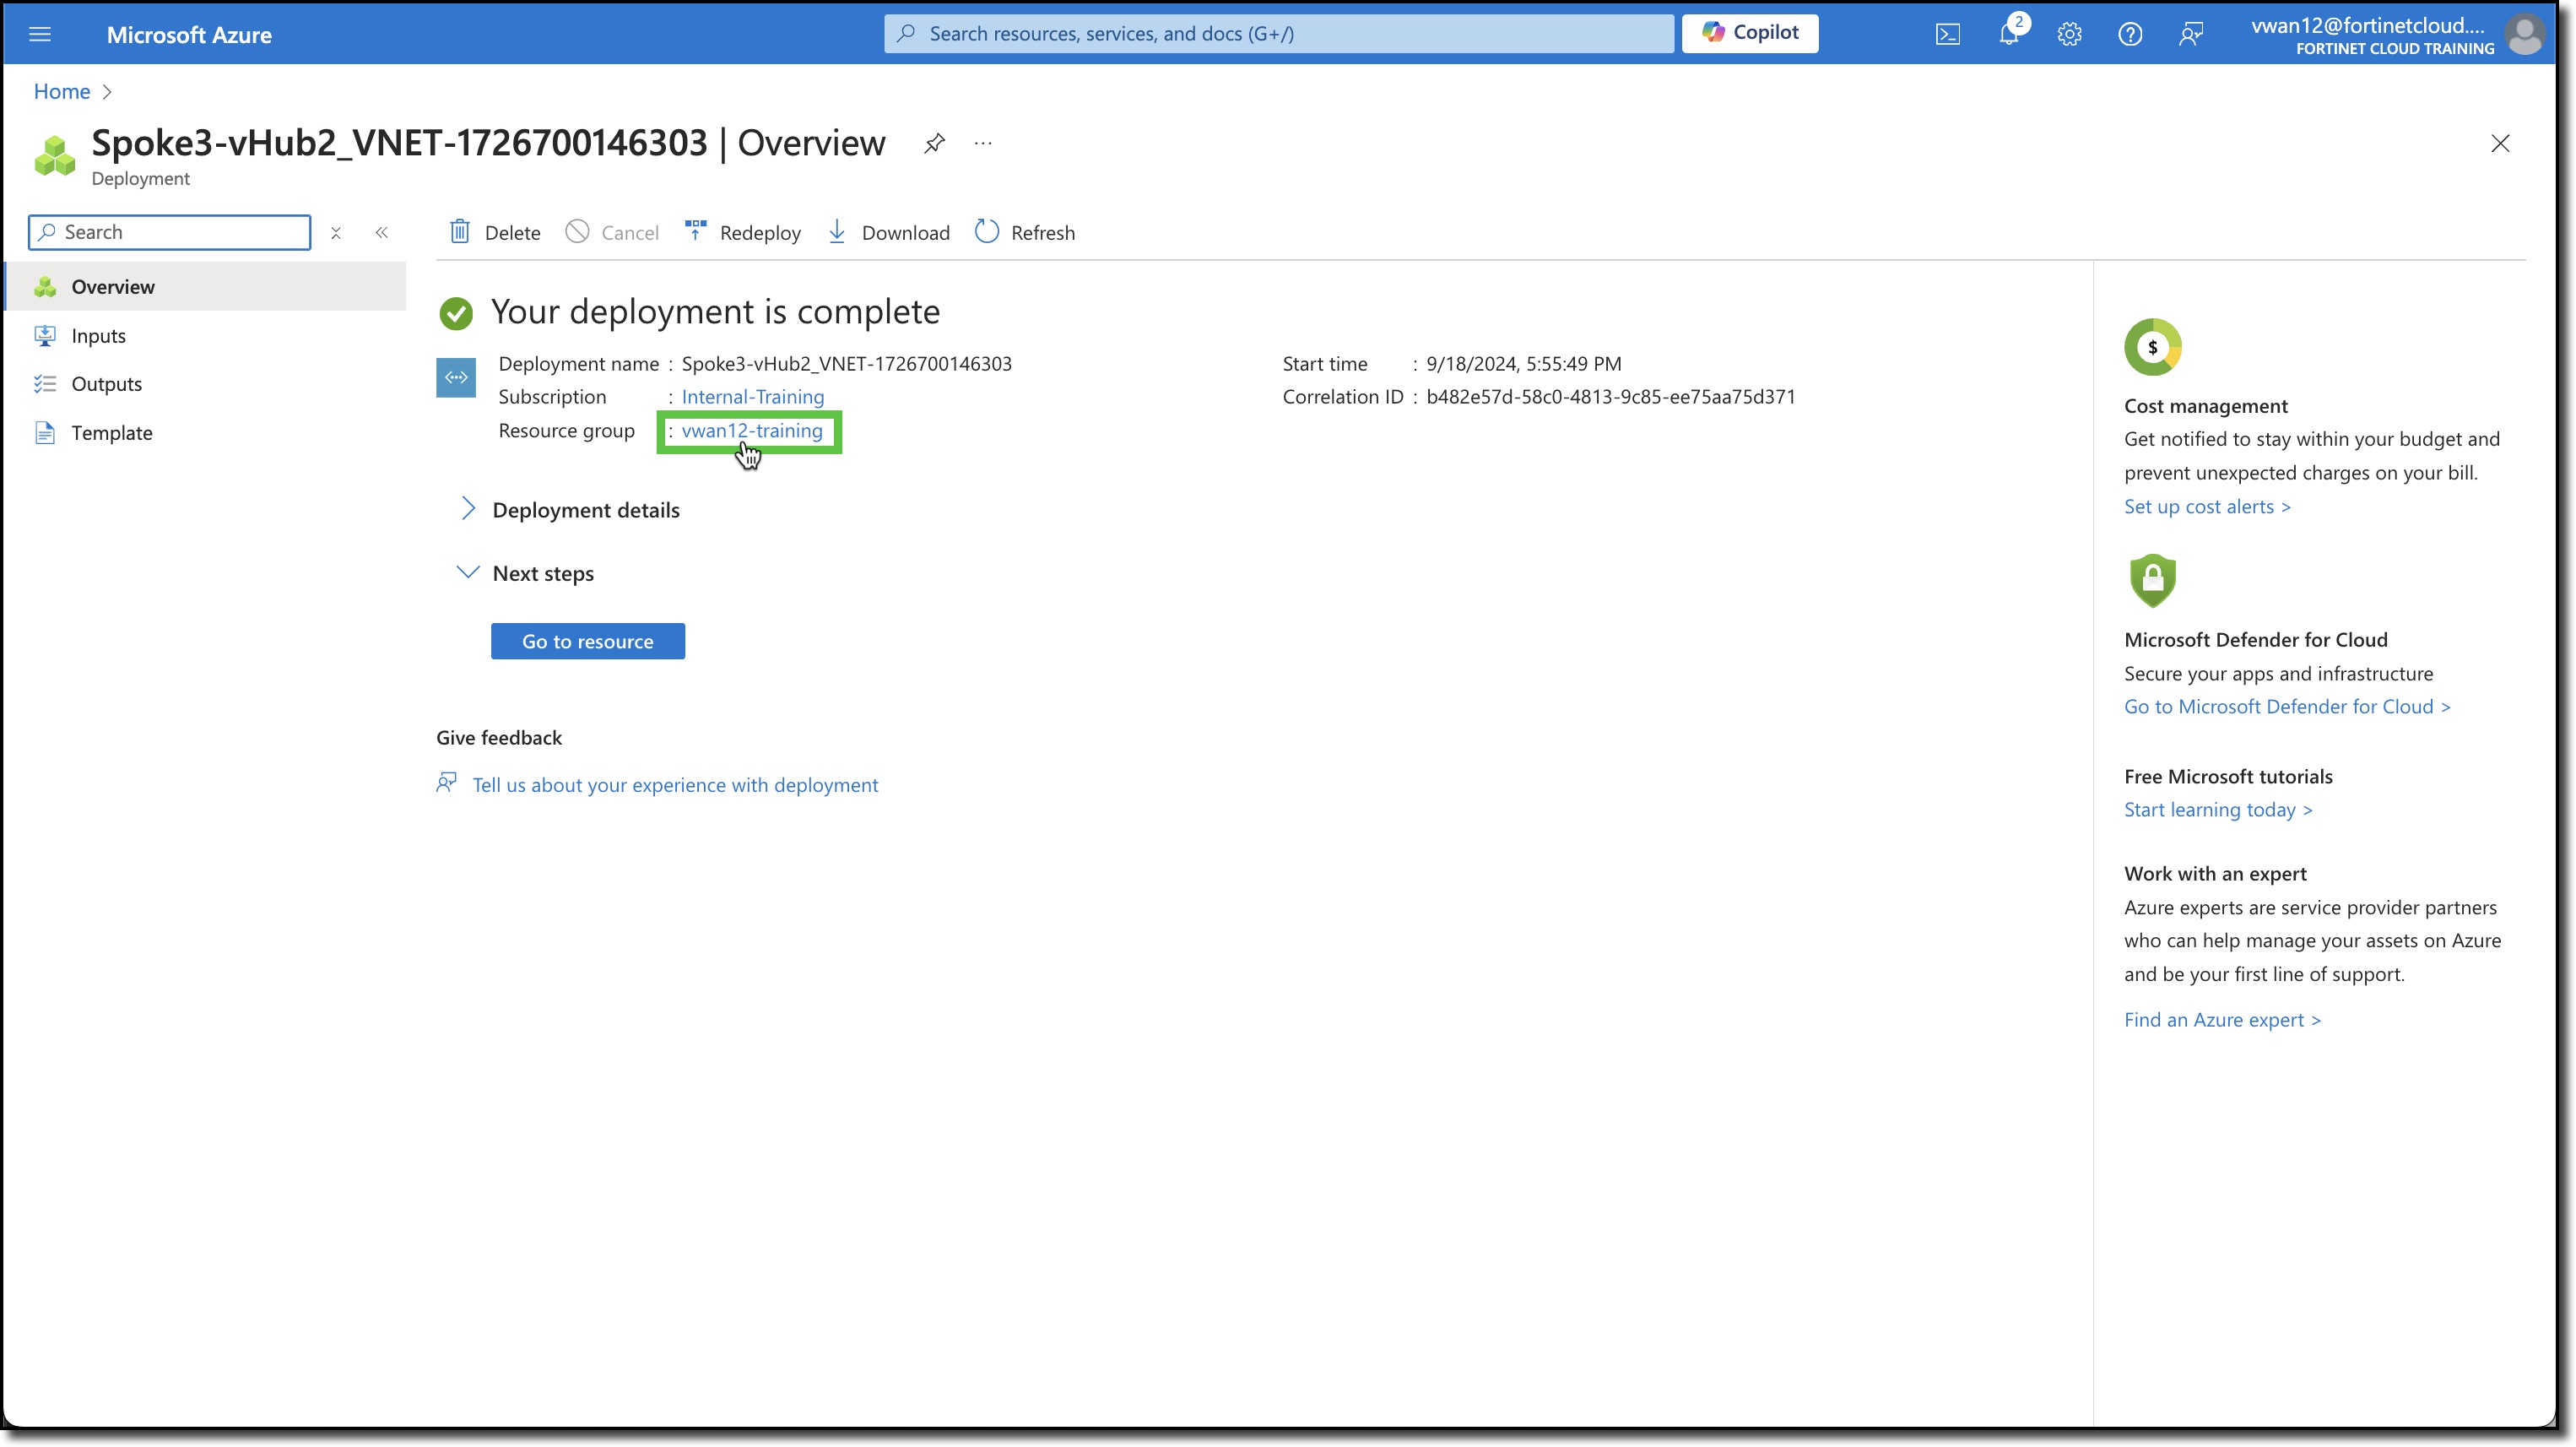 Microsoft Azure
Search resources, services, and docs (G+/)
Copilot
2
vwan12@fortinetcloud....
FORTINET CLOUD TRAINING
Home
Spoke3-vHub2_VNET-1726700146303 | Overview
Deployment
Search
Delete
Cancel
Redeploy
Download
Refresh
Overview
Inputs
Outputs
Template
Your deployment is complete
Deployment name : Spoke3-vHub2_VNET-1726700146303
Subscription : Internal-Training
Resource group : vwan12-training
Start time : 9/18/2024, 5:55:49 PM
Correlation ID : b482e57d-58c0-4813-9c85-ee75aa75d371
Deployment details
Next steps
Go to resource
Give feedback
Tell us about your experience with deployment
$
Cost management
Get notified to stay within your budget and
prevent unexpected charges on your bill.
Set up cost alerts >
Microsoft Defender for Cloud
Secure your apps and infrastructure
Go to Microsoft Defender for Cloud >
Free Microsoft tutorials
Start learning today >
Work with an expert
Azure experts are service provider partners
who can help manage your assets on Azure
and be your first line of support.
Find an Azure expert >